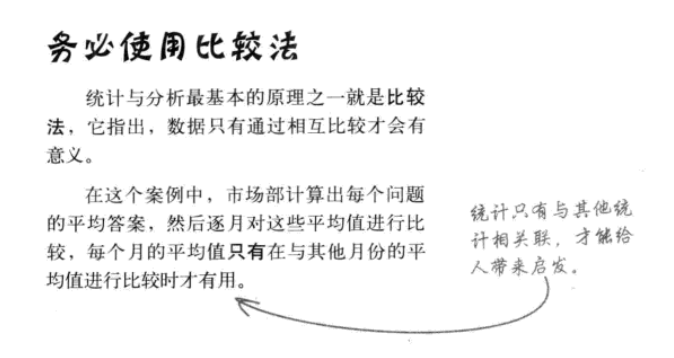 务必使用比较法
统计与分析最基本的原理之一就是比较
法，它指出，数据只有通过相互比较才会有
意义。
在这个案例中，市场部计算出每个问题
的平均答案，然后逐月对这些平均值进行比
较，每个月的平均值只有在与其他月份的平
均值进行比较时才有用。
统计只有与其他统
计相关联，才能给
人带来启发。